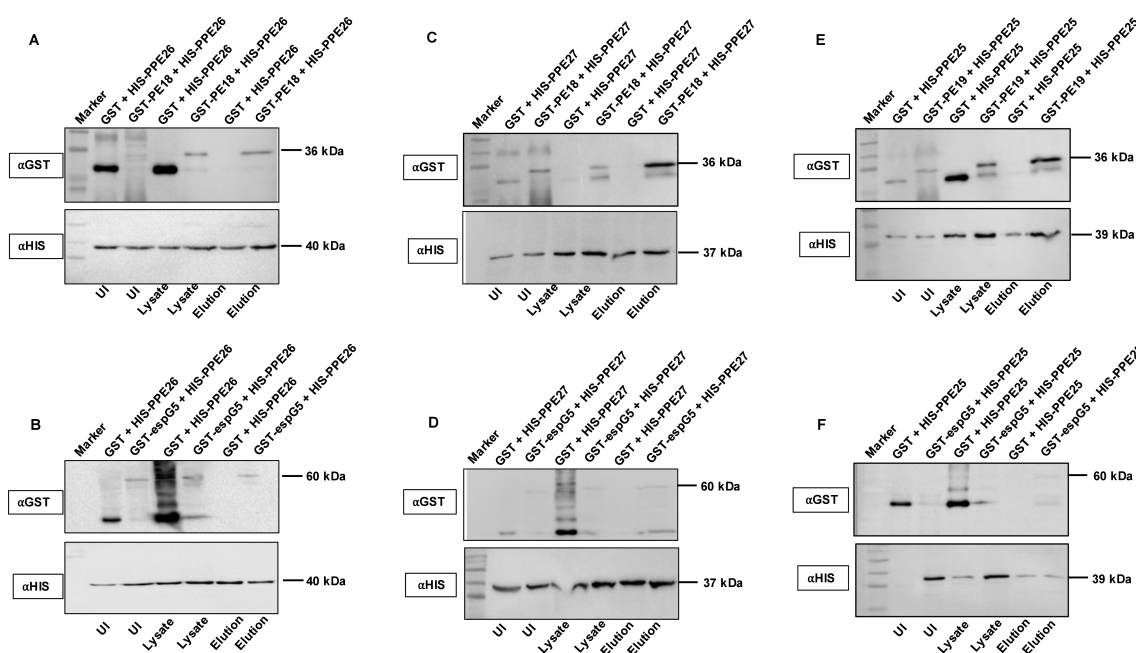 A
Marker
GST + HIS-PPE26
GST-PE18 + HIS-PPE26
GST + HIS-PPE26
GST-PE18 + HIS-PPE26
GST + HIS-PPE26
GST-PE18 + HIS-PPE26
αGST
36 kDa
αHIS
40 kDa
UI
UI
Lysate
Lysate
Elution
Elution
C
Marker
GST + HIS-PPE27
GST-PE18 + HIS-PPE27
GST + HIS-PPE27
GST-PE18 + HIS-PPE27
GST + HIS-PPE27
GST-PE18 + HIS-PPE27
αGST
36 kDa
αHIS
37 kDa
UI
UI
Lysate
Lysate
Elution
Elution
E
Marker
GST + HIS-PPE25
GST-PE19 + HIS-PPE25
GST + HIS-PPE25
GST-PE19 + HIS-PPE25
GST + HIS-PPE25
GST-PE19 + HIS-PPE25
αGST
36 kDa
αHIS
39 kDa
UI
UI
Lysate
Lysate
Elution
Elution
B
Marker
GST + HIS-PPE26
GST-espG5 + HIS-PPE26
GST + HIS-PPE26
GST-espG5 + HIS-PPE26
GST + HIS-PPE26
GST-espG5 + HIS-PPE26
αGST
60 kDa
αHIS
40 kDa
UI
UI
Lysate
Lysate
Elution
Elution
D
Marker
GST + HIS-PPE27
GST-espG5 + HIS-PPE27
GST + HIS-PPE27
GST-espG5 + HIS-PPE27
GST + HIS-PPE27
GST-espG5 + HIS-PPE27
αGST
60 kDa
αHIS
37 kDa
UI
UI
Lysate
Lysate
Elution
Elution
F
Marker
GST + HIS-PPE25
GST-espG5 + HIS-PPE25
GST + HIS-PPE25
GST-espG5 + HIS-PPE25
GST + HIS-PPE25
GST-espG5 + HIS-PPE25
αGST
60 kDa
αHIS
39 kDa
UI
UI
Lysate
Lysate
Elution
Elution